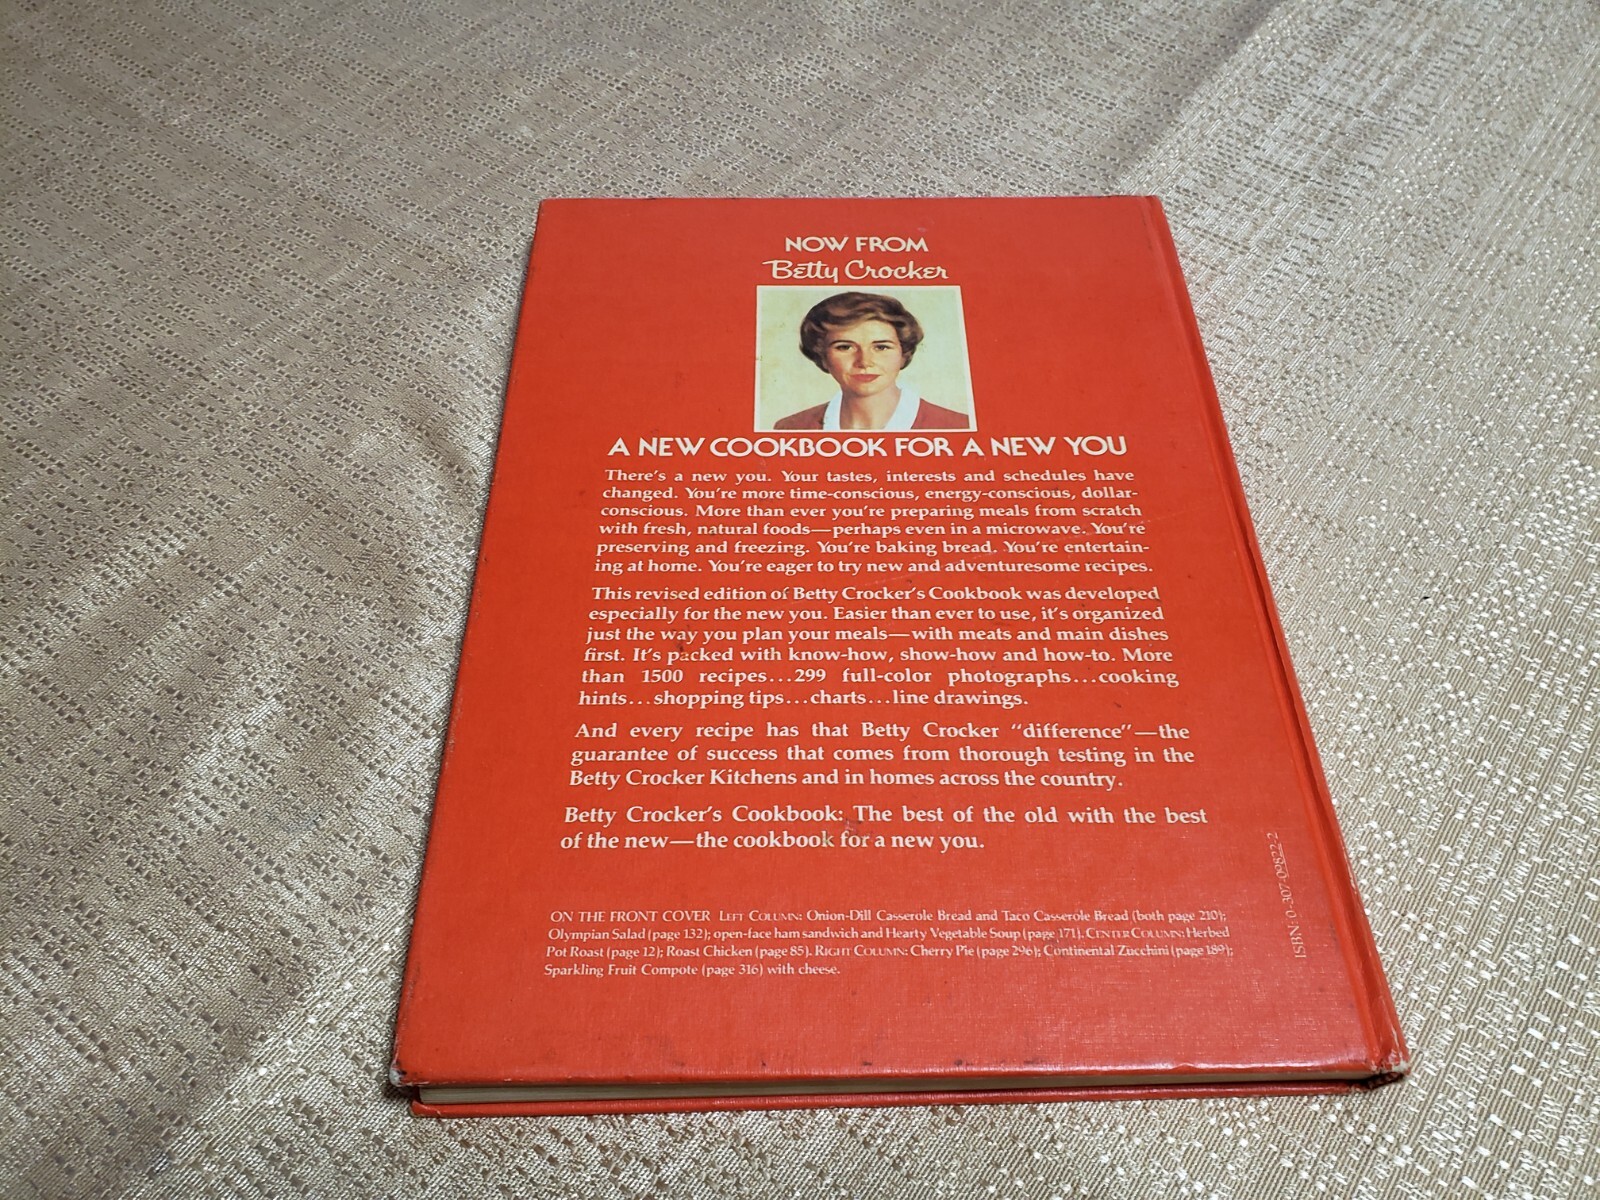 NOW FROM
Betty Crocker
A NEW COOKBOOK FOR A NEW YOU
There's a new you. Your tastes, interests and schedules have
changed. You're more time-conscious, energy-conscious, dollar-
conscious. More than ever you're preparing meals from scratch
with fresh, natural foods—perhaps even in a microwave. You're
preserving and freezing. You're baking bread. You're entertain-
ing at home. You're eager to try new and adventuresome recipes.
This revised edition of Betty Crocker's Cookbook was developed
especially for the new you. Easier than ever to use, it's organized
just the way you plan your meals—with meats and main dishes
first. It's packed with know-how, show-how and how-to. More
than 1500 recipes...299 full-color photographs...cooking
hints...shopping tips...charts...line drawings.
And every recipe has that Betty Crocker "difference"—the
guarantee of success that comes from thorough testing in the
Betty Crocker Kitchens and in homes across the country.
Betty Crocker's Cookbook: The best of the old with the best
of the new—the cookbook for a new you.
ON THE FRONT COVER LEFT COLUMN: Onion-Dill Casserole Bread and Taco Casserole Bread (both page 210);
Olympian Salad (page 132); open-face ham sandwich and Hearty Vegetable Soup (page 171). CENTER COLUMN: Herbed
Pot Roast (page 12); Roast Chicken (page 85). RIGHT COLUMN: Cherry Pie (page 296); Continental Zucchini (page 189);
Sparkling Fruit Compote (page 316) with cheese.
ISBN: 0-307-09822-2